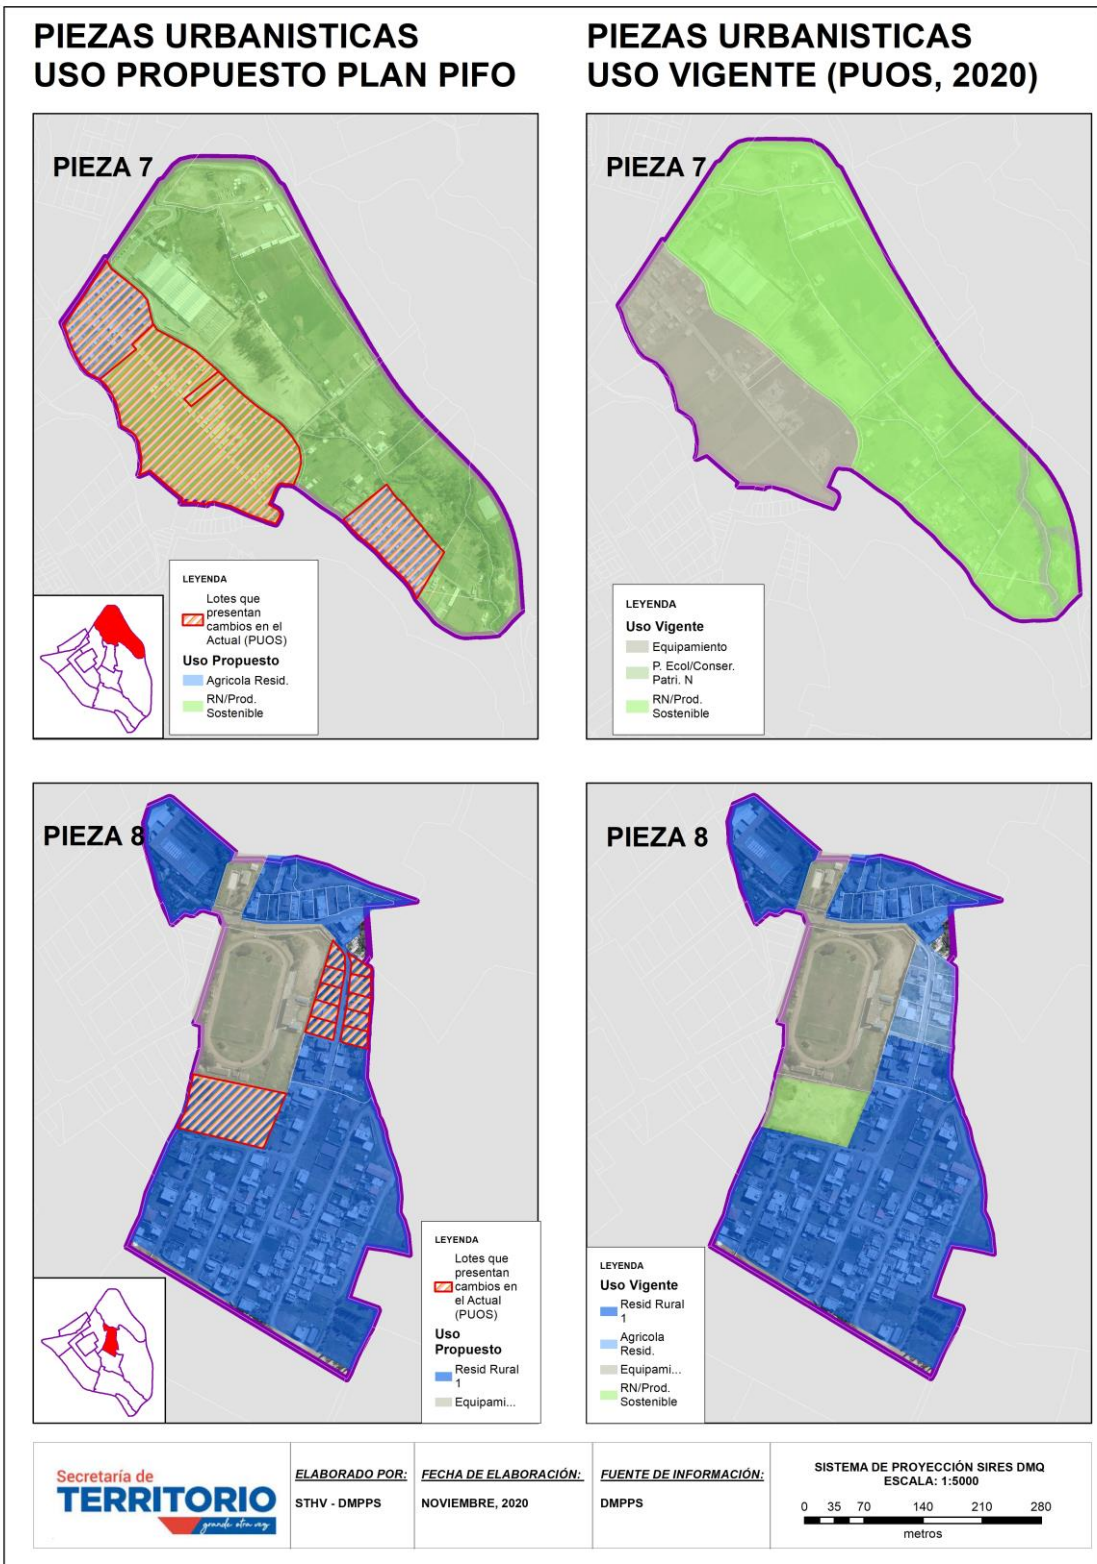 PIEZAS URBANISTICAS
USO PROPUESTO PLAN PIFO
PIEZAS URBANISTICAS
USO VIGENTE (PUOS, 2020)
PIEZA 7
LEYENDA
Lotes que
presentan
cambios en el
Actual (PUOS)
Uso Propuesto
Agricola Resid.
RN/Prod.
Sostenible
PIEZA 7
LEYENDA
Uso Vigente
Equipamiento
P. Ecol/Conser.
Patri. N
RN/Prod.
Sostenible
PIEZA 8
LEYENDA
Lotes que
presentan
cambios en
el Actual
(PUOS)
Uso
Propuesto
Resid Rural
1
Equipami...
PIEZA 8
LEYENDA
Uso Vigente
Resid Rural
1
Agricola
Resid.
Equipami...
RN/Prod.
Sostenible
Secretaría de
TERRITORIO
grande otra vez
ELABORADO POR:
STHV - DMPPS
FECHA DE ELABORACIÓN:
NOVIEMBRE, 2020
FUENTE DE INFORMACIÓN:
DMPPS
SISTEMA DE PROYECCIÓN SIRES DMQ
ESCALA: 1:5000
0 35 70 140 210 280
metros